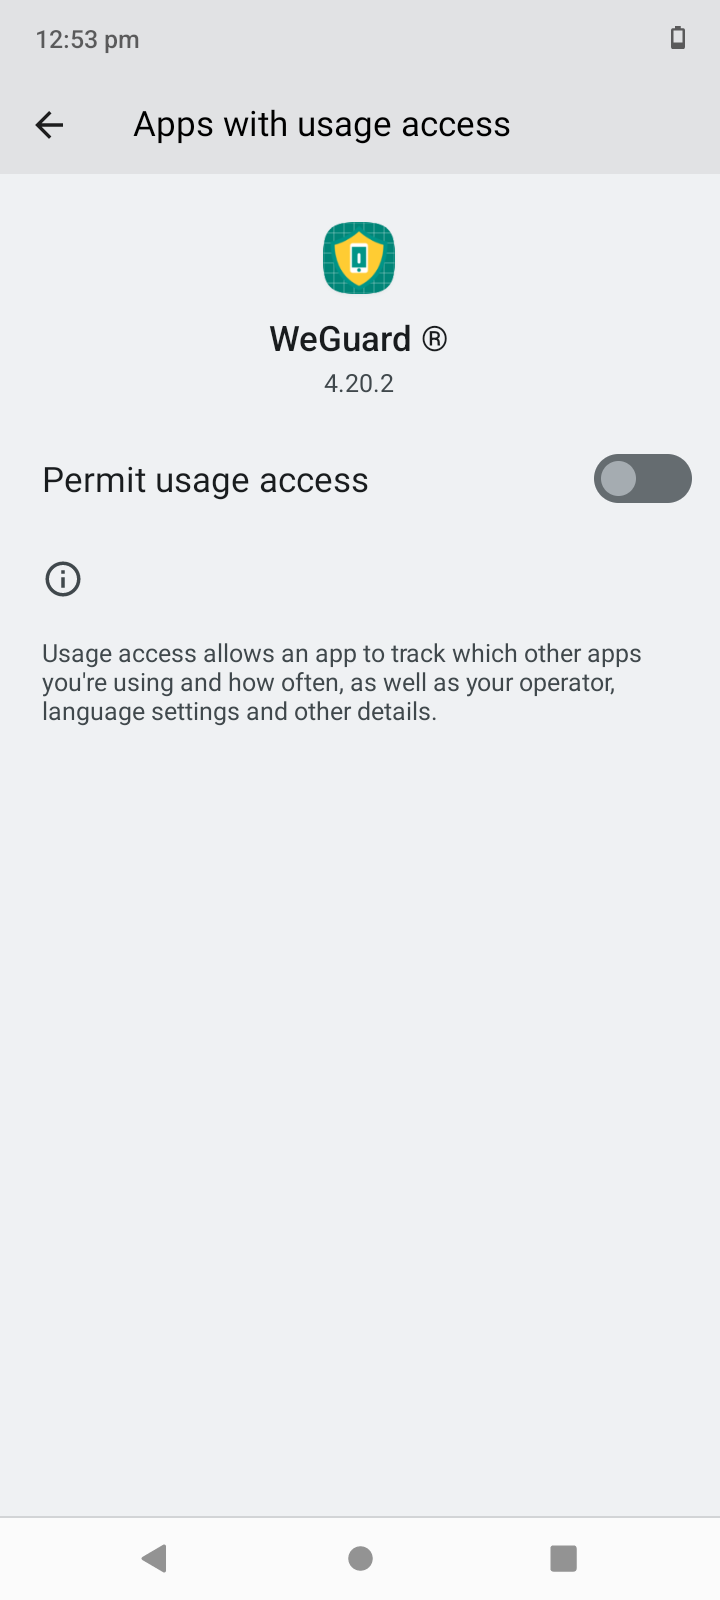 12:53 pm
Apps with usage access
WeGuard ®
4.20.2
Permit usage access
Usage access allows an app to track which other apps
you're using and how often, as well as your operator,
language settings and other details.